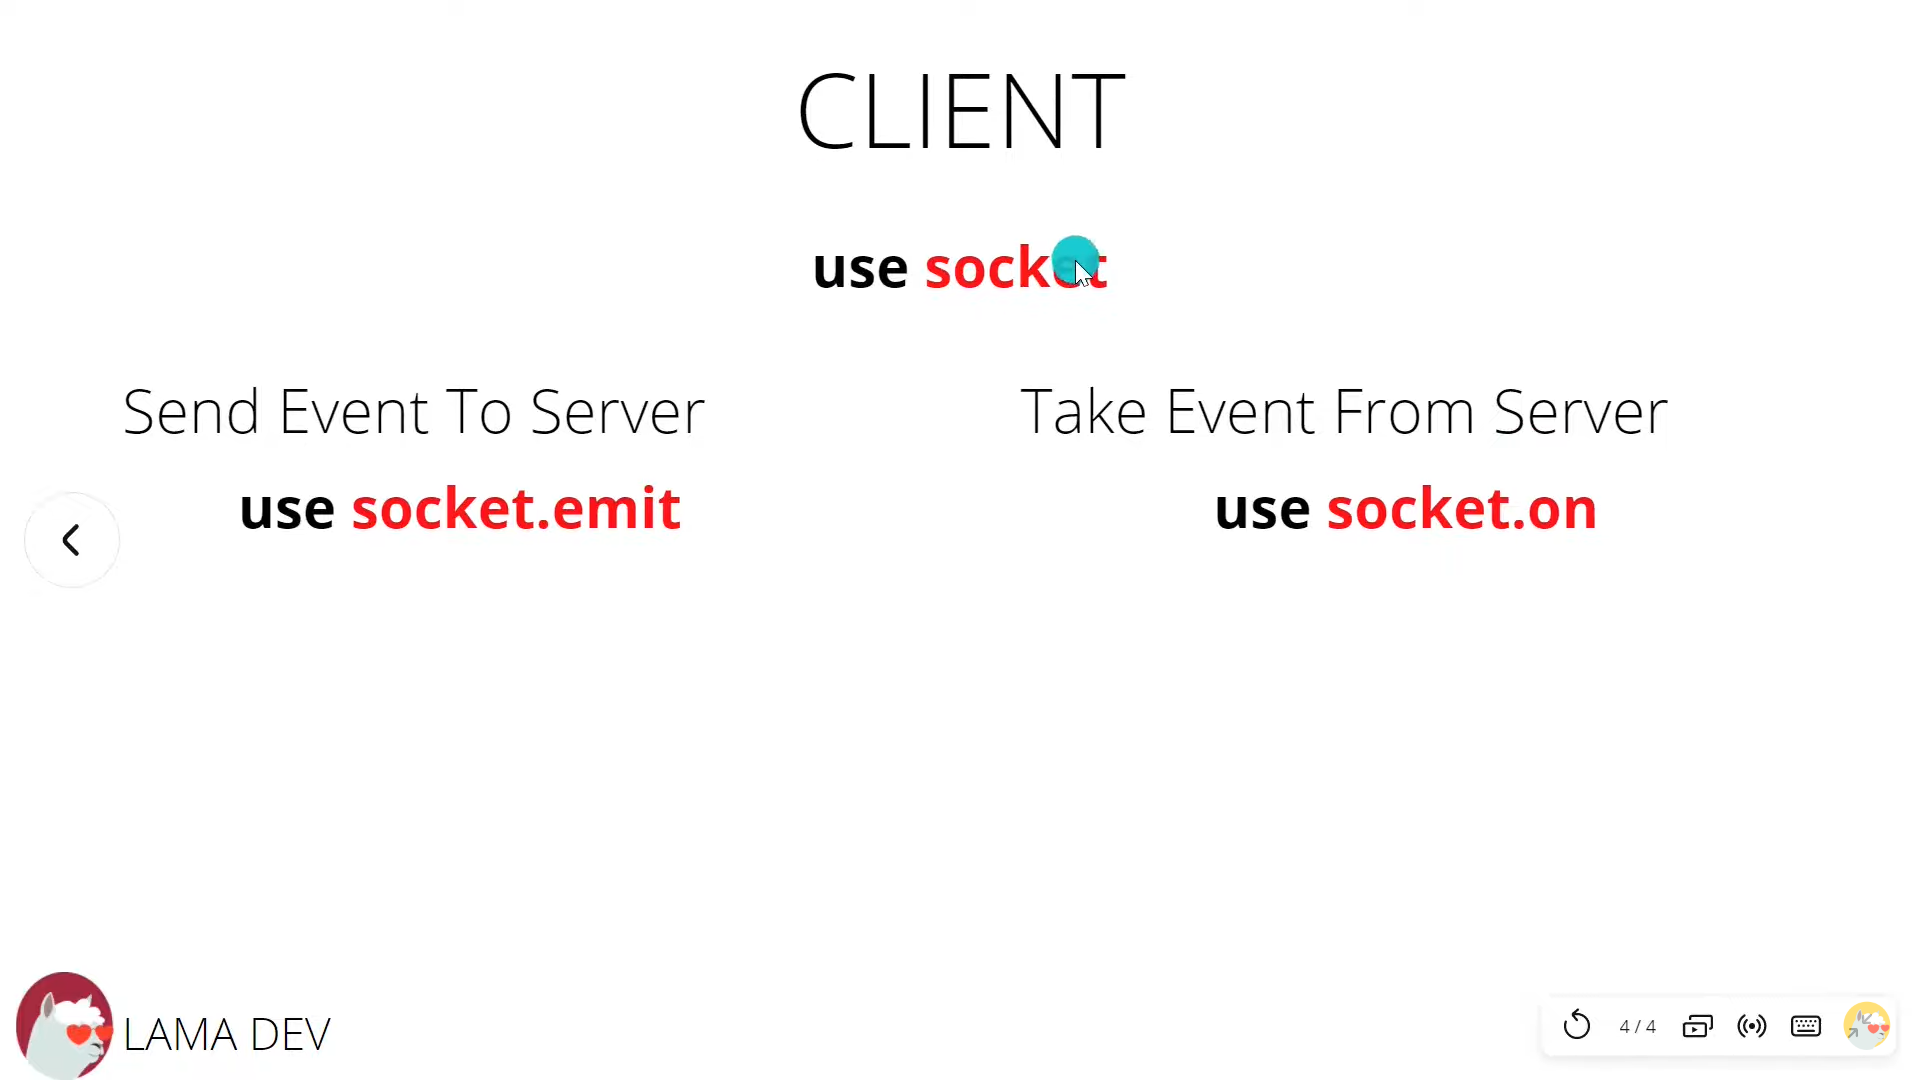 CLIENT
use socket
Send Event To Server
Take Event From Server
use socket.emit
use socket.on
LAMA DEV
4 / 4